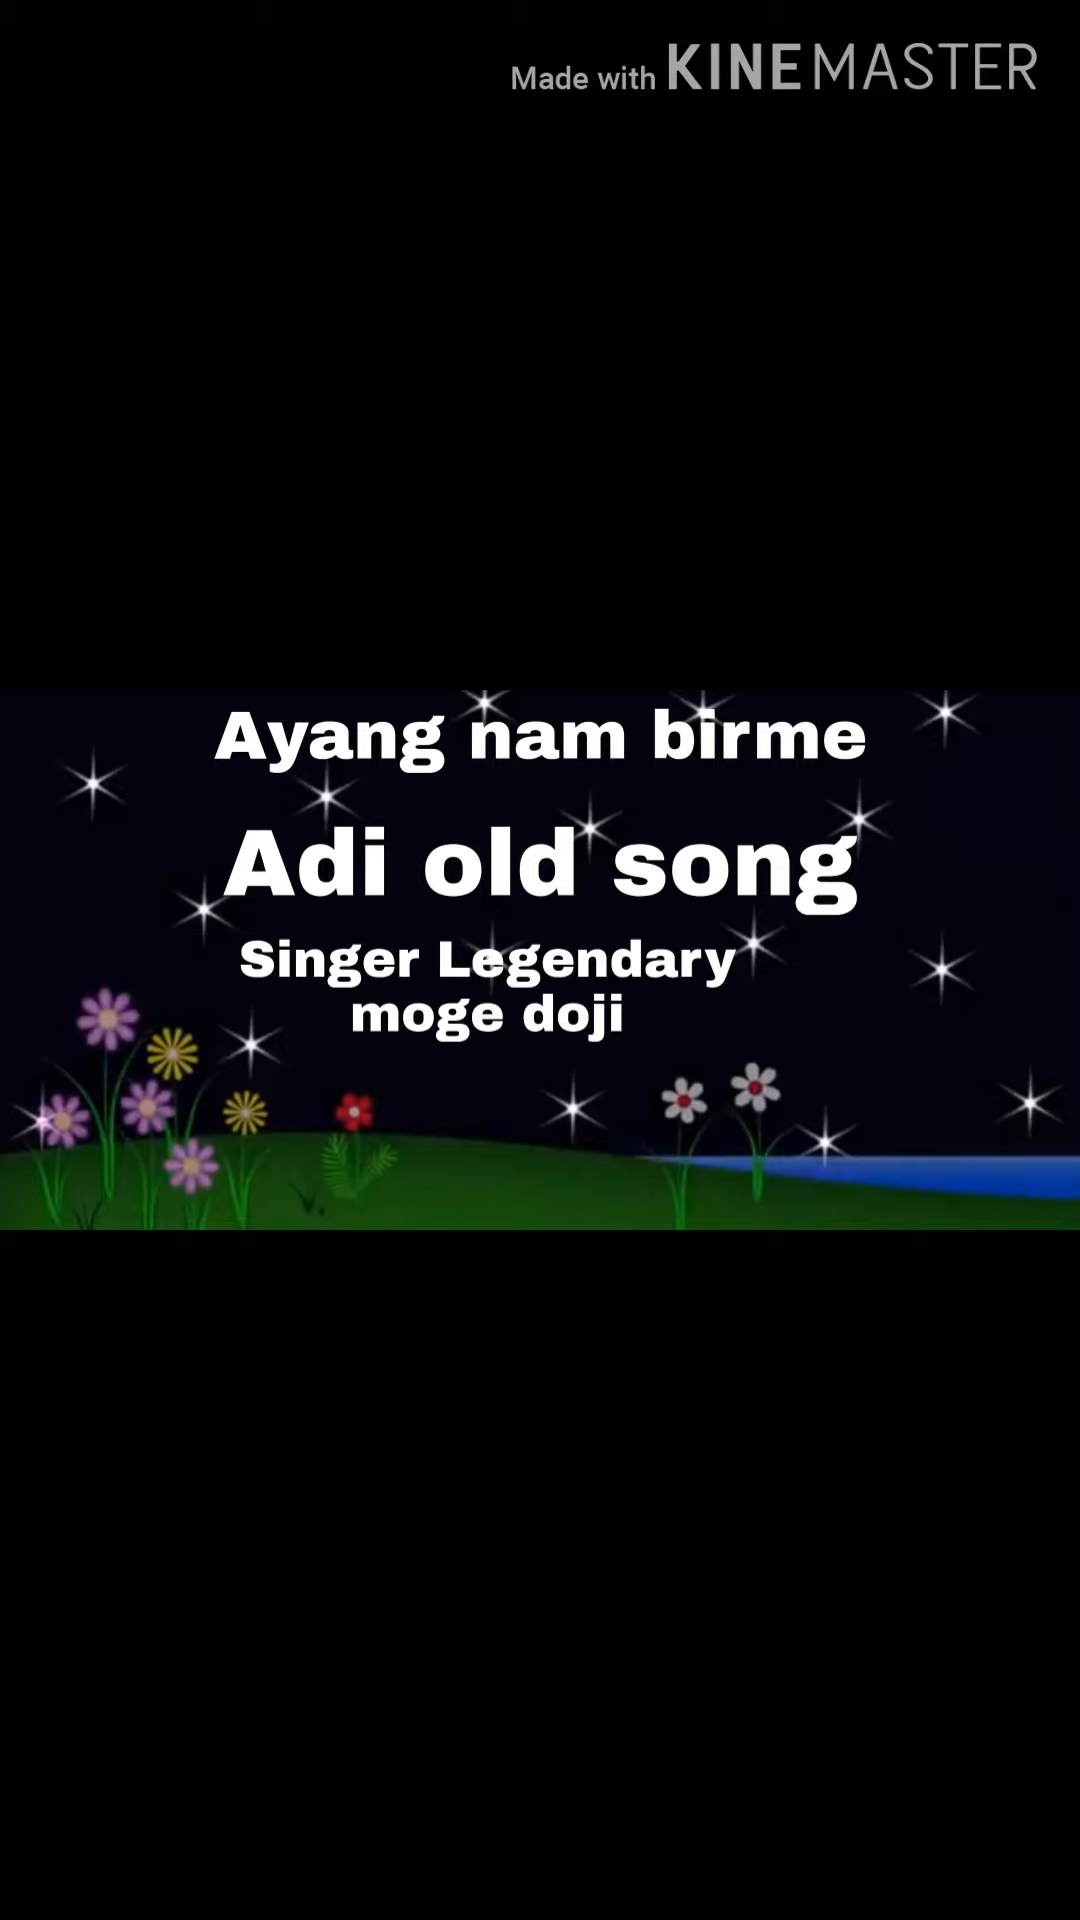 Made with KINEMASTER
Ayang nam birme
Adi old song
Singer Legendary
moge doji